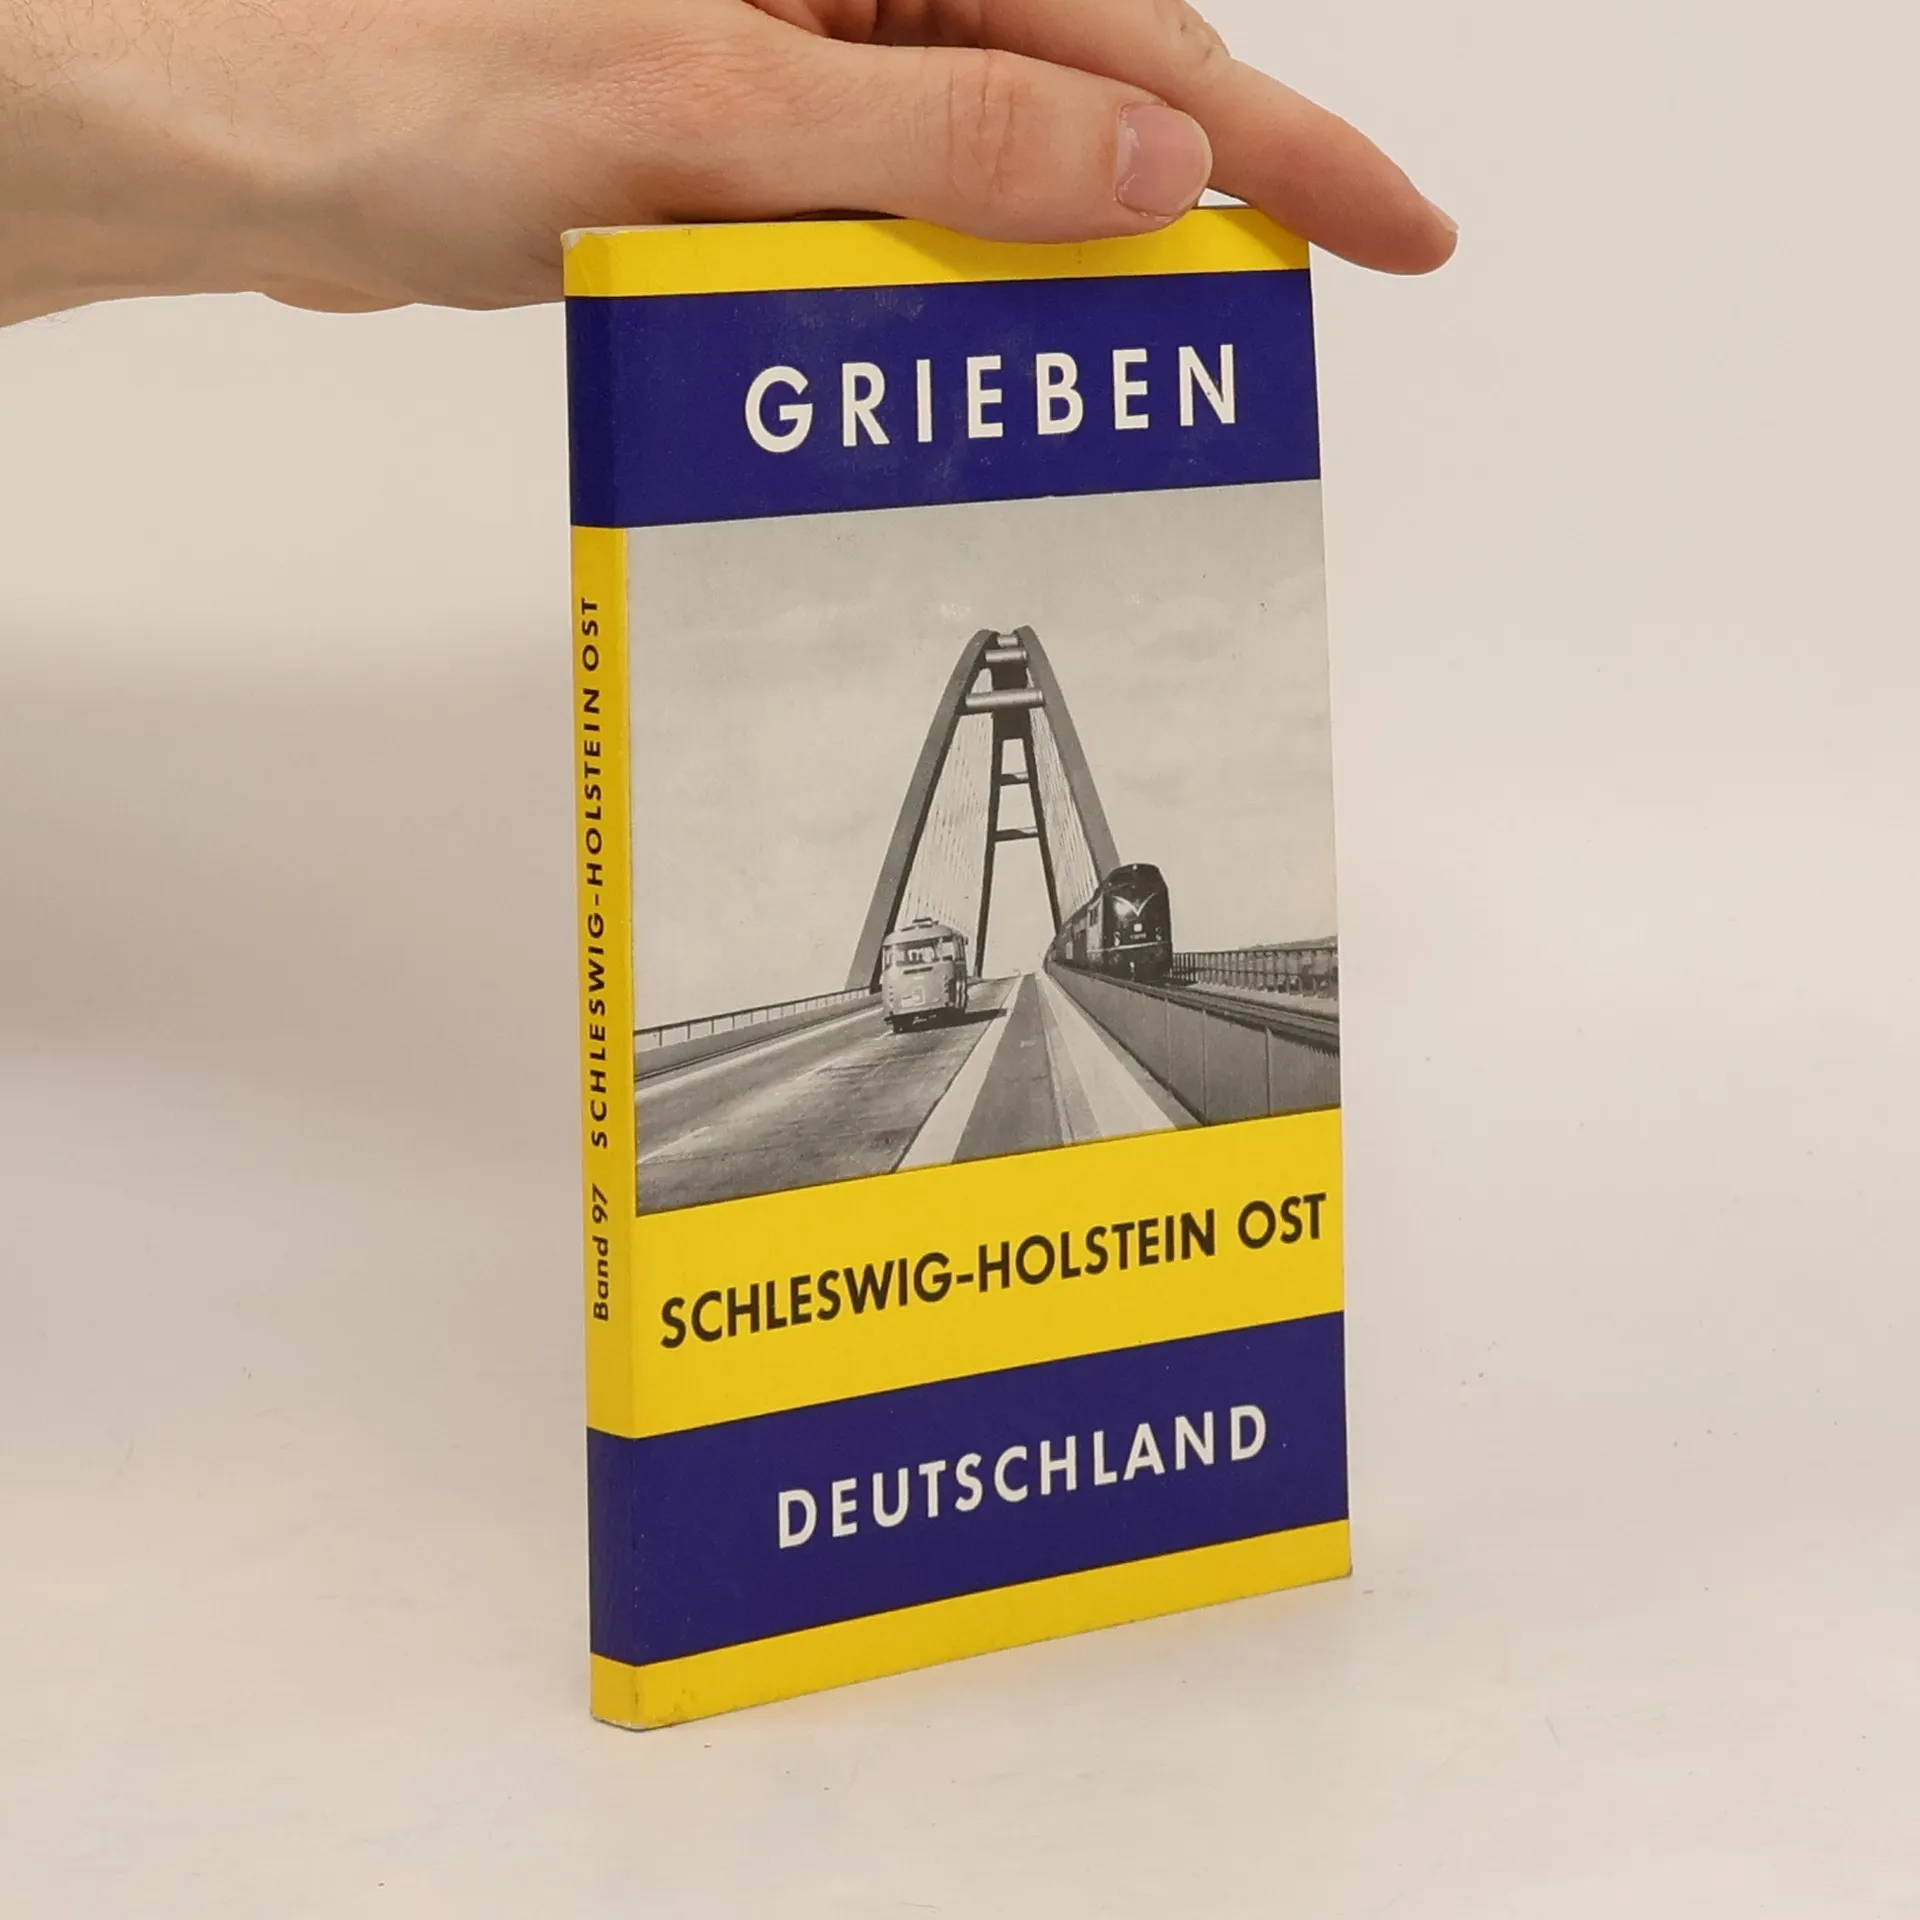 GRIEBEN
SCHLESWIG-HOLSTEIN OST
DEUTSCHLAND
Band 97 SCHLESWIG-HOLSTEIN OST